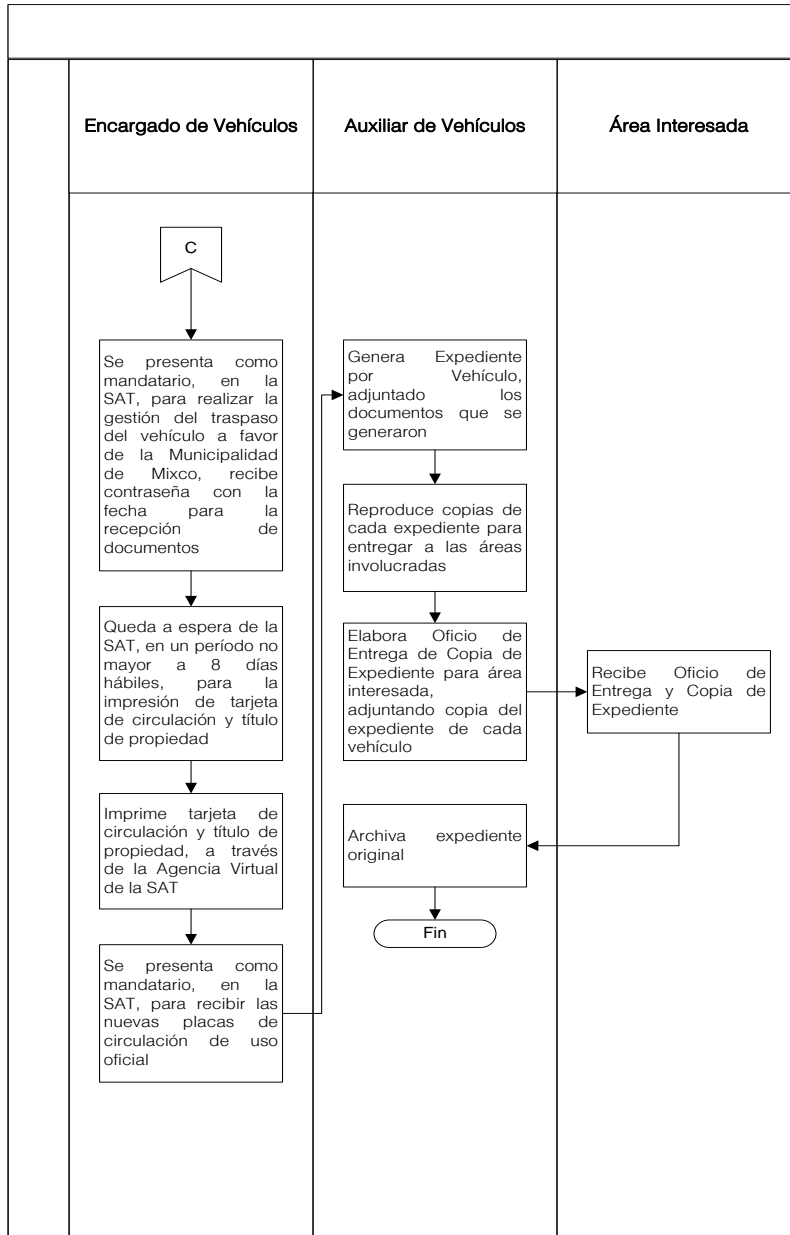 Encargado de Vehículos
Auxiliar de Vehículos
Área Interesada
C
Se presenta como
mandatario, en la
SAT, para realizar la
gestión del traspaso
del vehículo a favor
de la Municipalidad
de Mixco, recibe
contraseña con la
fecha para la
recepción de
documentos
Queda a espera de la
SAT, en un período no
mayor a 8 días
hábiles, para la
impresión de tarjeta
de circulación y título
de propiedad
Imprime tarjeta de
circulación y título de
propiedad, a través
de la Agencia Virtual
de la SAT
Se presenta como
mandatario, en la
SAT, para recibir las
nuevas placas de
circulación de uso
oficial
Genera Expediente
por Vehículo,
adjuntado los
documentos que se
generaron
Reproduce copias de
cada expediente para
entregar a las áreas
involucradas
Elabora Oficio de
Entrega de Copia de
Expediente para área
interesada,
adjuntando copia del
expediente de cada
vehículo
Recibe Oficio de
Entrega y Copia de
Expediente
Archiva expediente
original
Fin